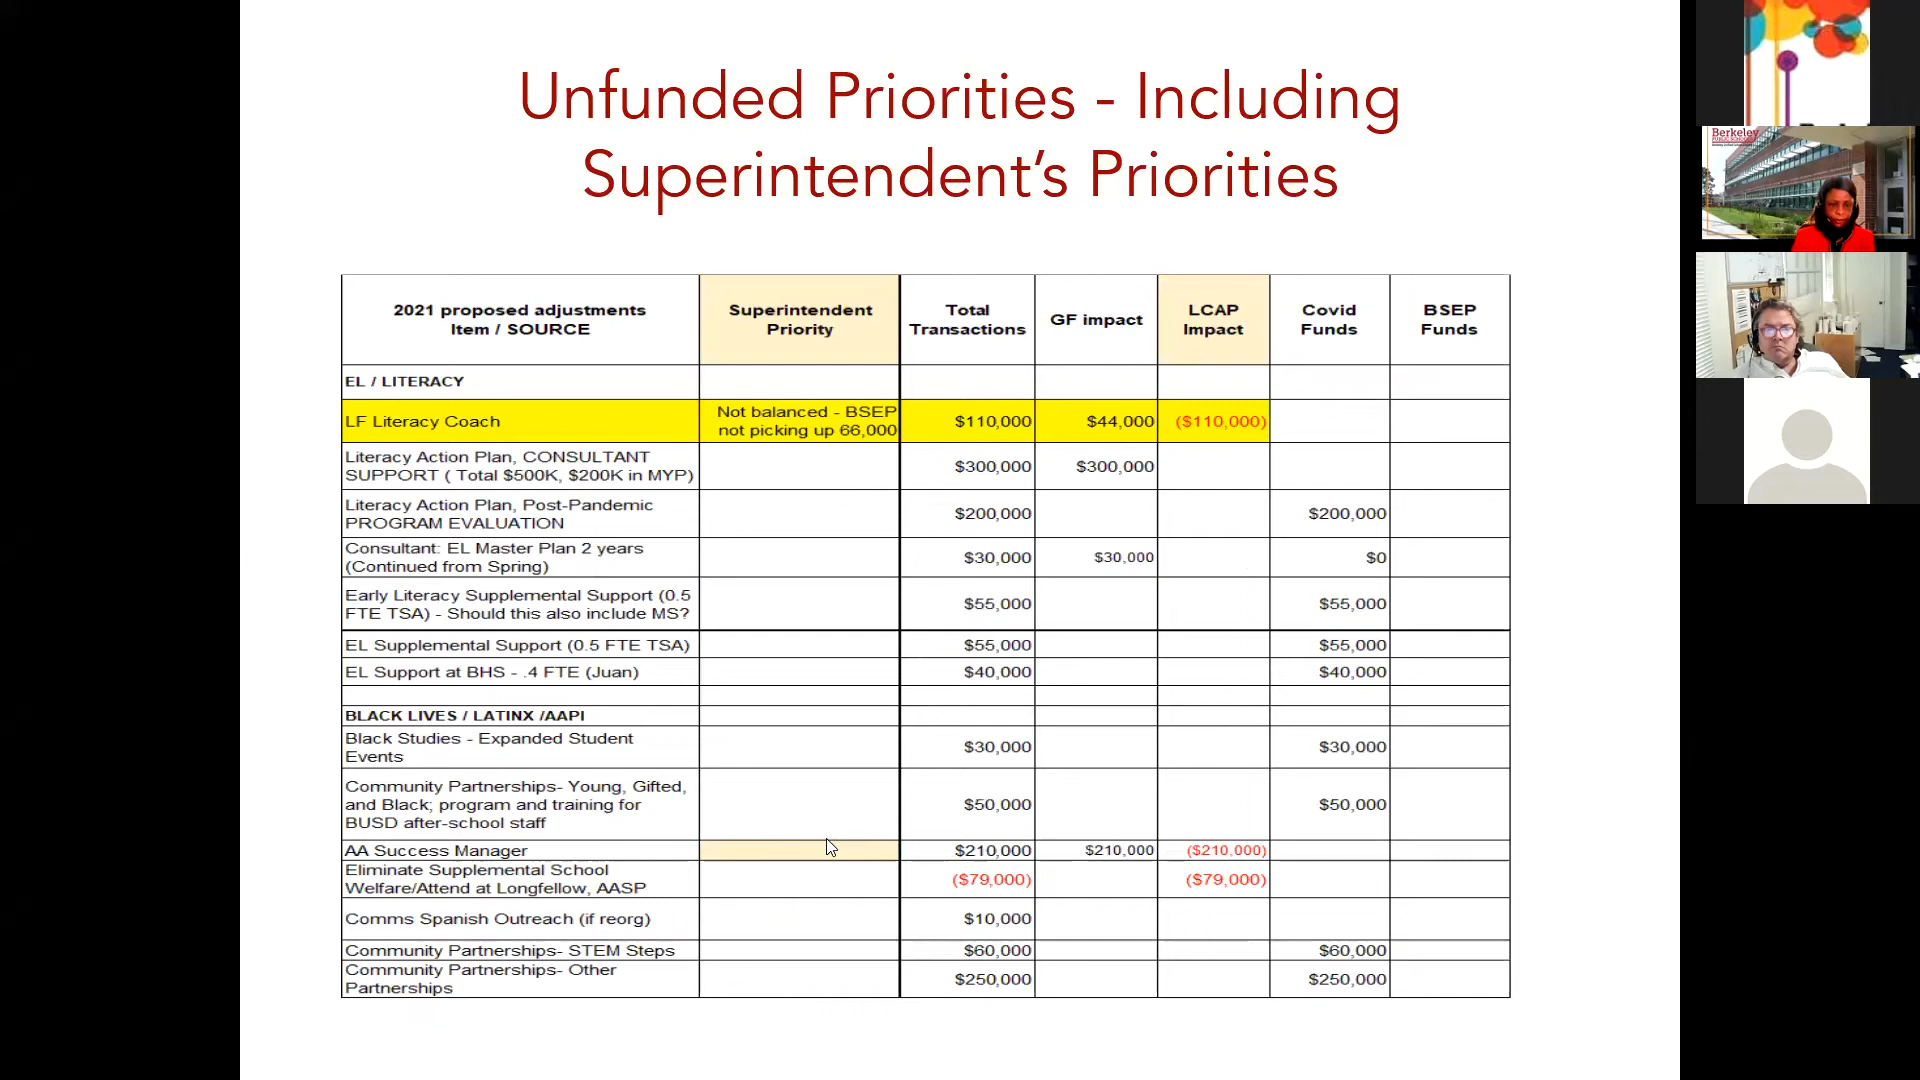 Unfunded Priorities - Including
Superintendent's Priorities
2021 proposed adjustments
Item / SOURCE
Superintendent
Priority
Total
Transactions
GF impact
LCAP
Impact
Covid
Funds
BSEP
Funds
EL / LITERACY
LF Literacy Coach
Not balanced - BSEP
not picking up 66,000
$110,000
$44,000
($110,000)
Literacy Action Plan, CONSULTANT
SUPPORT ( Total $500K, $200K in MYP)
$300,000
$300,000
Literacy Action Plan, Post-Pandemic
PROGRAM EVALUATION
$200,000
$200,000
Consultant: EL Master Plan 2 years
(Continued from Spring)
$30,000
$30,000
$0
Early Literacy Supplemental Support (0.5
FTE TSA) - Should this also include MS?
$55,000
$55,000
EL Supplemental Support (0.5 FTE TSA)
$55,000
$55,000
EL Support at BHS - .4 FTE (Juan)
$40,000
$40,000
BLACK LIVES / LATINX /AAPI
Black Studies - Expanded Student
Events
$30,000
$30,000
Community Partnerships- Young, Gifted,
and Black; program and training for
BUSD after-school staff
$50,000
$50,000
AA Success Manager
$210,000
$210,000
($210,000)
Eliminate Supplemental School
Welfare/Attend at Longfellow, AASP
($79,000)
($79,000)
Comms Spanish Outreach (if reorg)
$10,000
Community Partnerships- STEM Steps
$60,000
$60,000
Community Partnerships- Other
Partnerships
$250,000
$250,000
Berkeley